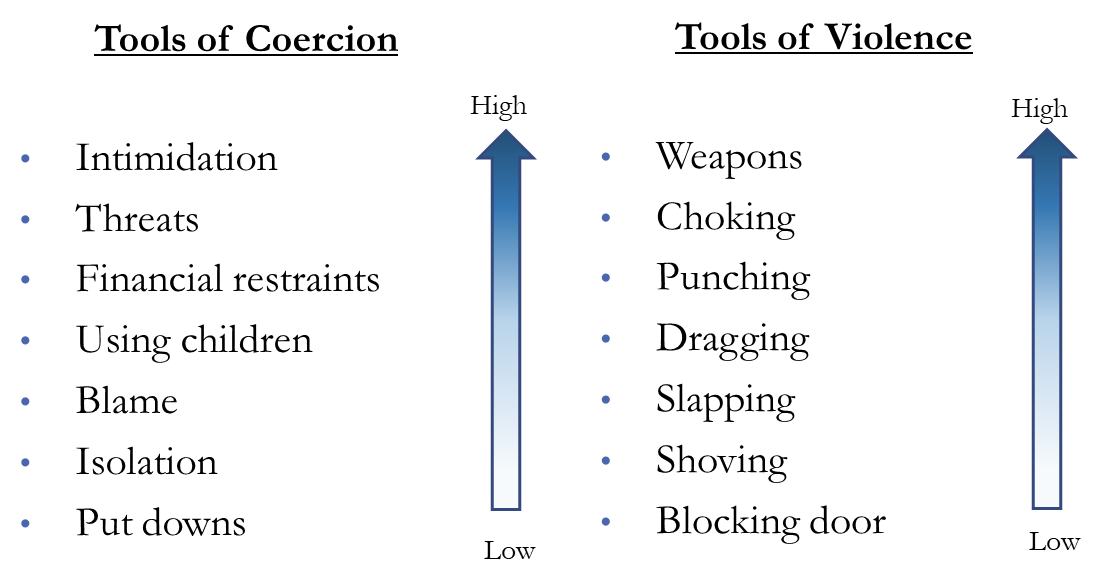 Tools of Coercion
High
• Intimidation
• Threats
• Financial restraints
• Using children
• Blame
• Isolation
• Put downs
Low
Tools of Violence
High
• Weapons
• Choking
• Punching
• Dragging
• Slapping
• Shoving
• Blocking door
Low